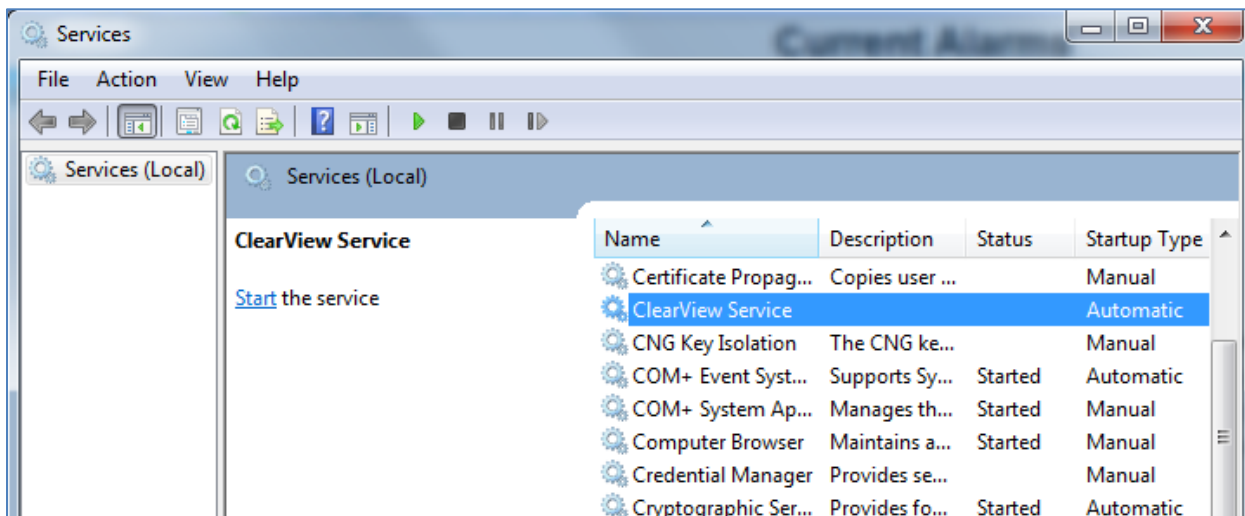 Services
Current Alarms
File Action View Help
Services (Local)
Services (Local)
ClearView Service
Start the service
Name Description Status Startup Type
Certificate Propag... Copies user ... Manual
ClearView Service Automatic
CNG Key Isolation The CNG ke... Manual
COM+ Event Syst... Supports Sy... Started Automatic
COM+ System Ap... Manages th... Started Manual
Computer Browser Maintains a... Started Manual
Credential Manager Provides se... Manual
Cryptographic Ser... Provides fo... Started Automatic